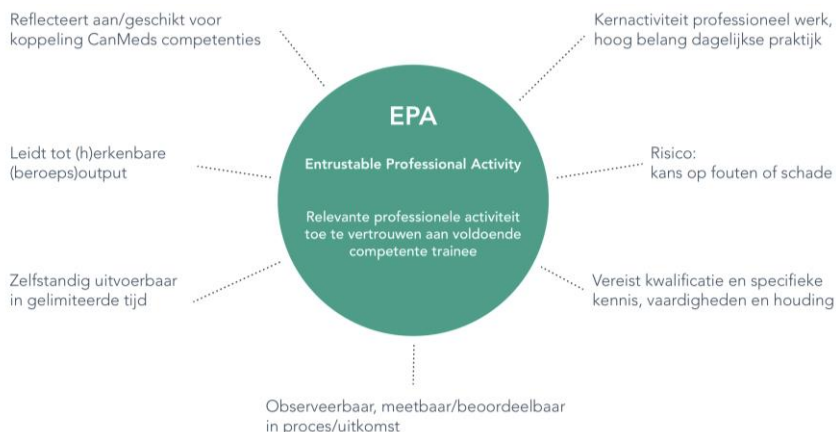 Reflecteert aan/geschikt voor
koppeling CanMeds competenties
Kernactiviteit professioneel werk,
hoog belang dagelijkse praktijk
EPA
Entrustable Professional Activity
Relevante professionele activiteit
toe te vertrouwen aan voldoende
competente trainee
Leidt tot (h)erkenbare
(beroeps)output
Risico:
kans op fouten of schade
Zelfstandig uitvoerbaar
in gelimiteerde tijd
Vereist kwalificatie en specifieke
kennis, vaardigheden en houding
Observeerbaar, meetbaar/beoordeelbaar
in proces/uitkomst